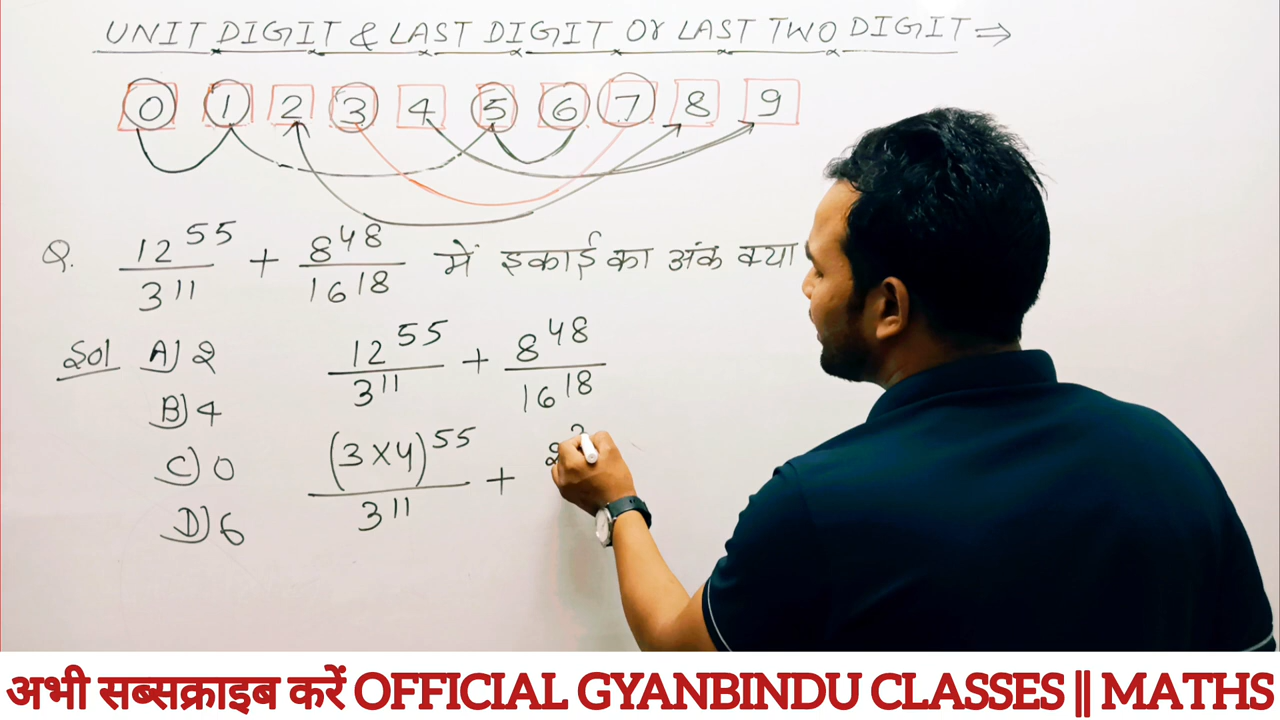 UNIT DIGIT & LAST DIGIT Or LAST TWO DIGIT ⇒
0 1 2 3 4 5 6 7 8 9
Q. 12^55/3^11 + 8^48/16^18 में इकाई का अंक क्या
Sol A) 2 12^55/3^11 + 8^48/16^18
B) 4
C) 0 (3×4)^55/3^11 +
D) 6
अभी सब्सक्राइब करें OFFICIAL GYANBINDU CLASSES || MATHS